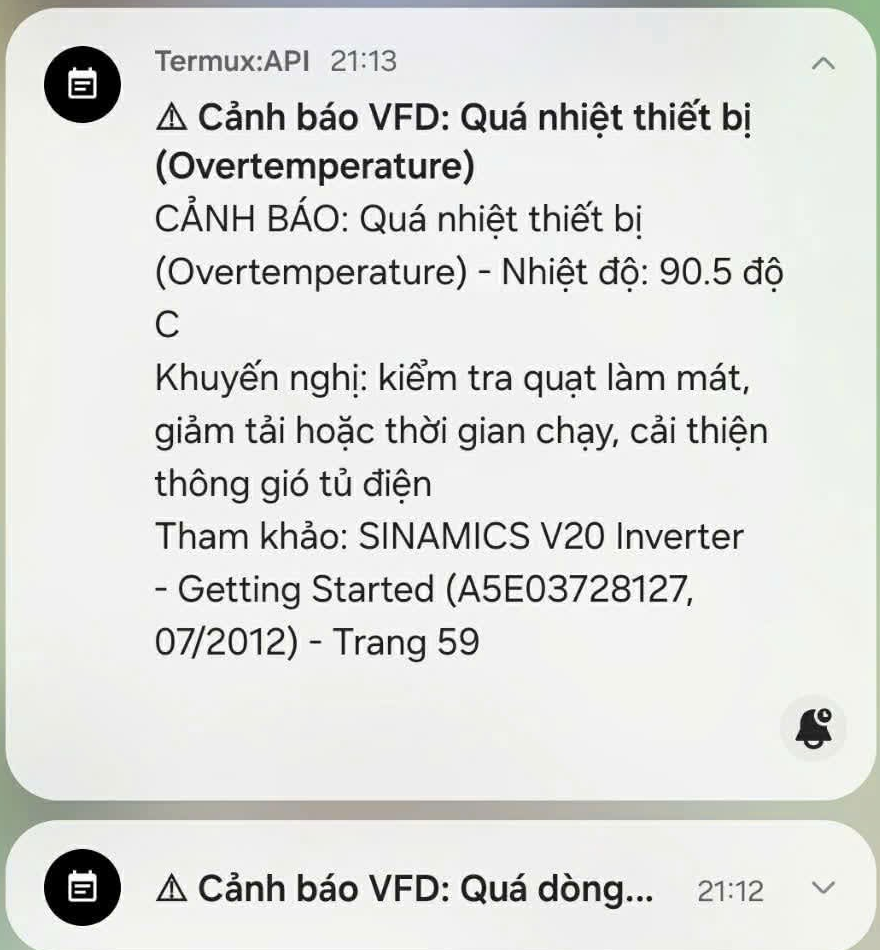 Termux:API 21:13
⚠ Cảnh báo VFD: Quá nhiệt thiết bị
(Overtemperature)
CẢNH BÁO: Quá nhiệt thiết bị
(Overtemperature) - Nhiệt độ: 90.5 độ
C
Khuyến nghị: kiểm tra quạt làm mát,
giảm tải hoặc thời gian chạy, cải thiện
thông gió tủ điện
Tham khảo: SINAMICS V20 Inverter
- Getting Started (A5E03728127,
07/2012) - Trang 59
⚠ Cảnh báo VFD: Quá dòng... 21:12